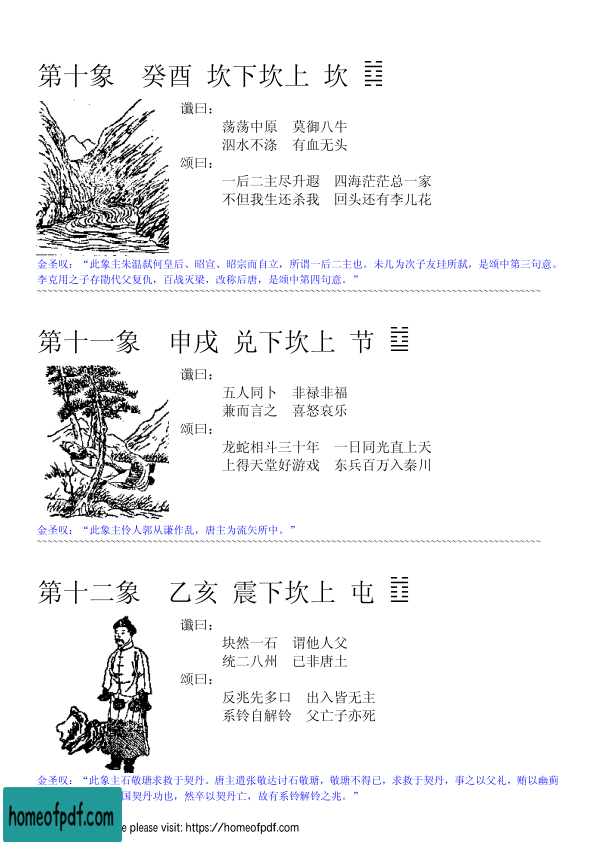 第十象 癸酉 坎下坎上 坎 ䷜
谶曰:
荡荡中原 莫御八牛
泅水不涤 有血无头
颂曰:
一后二主尽升遐 四海茫茫总一家
不但我生还杀我 回头还有李儿花
金圣叹:“此象主朱温弑何皇后、昭宣、昭宗而自立,所谓一后二主也。未几为次子友珪所弑,是颂中第三句意。
李克用之子存勖代父复仇,百战灭梁,改称后唐,是颂中第四句意。”
第十一象 申戌 兑下坎上 节 ䷻
谶曰:
五人同卜 非禄非福
兼而言之 喜怒哀乐
颂曰:
龙蛇相斗三十年 一日同光直上天
上得天堂好游戏 东兵百万入秦川
金圣叹:“此象主伶人郭从谦作乱,唐主为流矢所中。”
第十二象 乙亥 震下坎上 屯 ䷂
谶曰:
块然一石 谓他人父
统二八州 已非唐土
颂曰:
反兆先多口 出入皆无主
系铃自解铃 父亡子亦死
金圣叹:“此象主石敬瑭求救于契丹。唐主遣张敬达讨石敬瑭,敬瑭不得已,求救于契丹,事之以父礼,贿以幽蓟
国契丹功也,然卒以契丹亡,故有系铃解铃之兆。”
homeofpdf.com
e please visit: https://homeofpdf.com